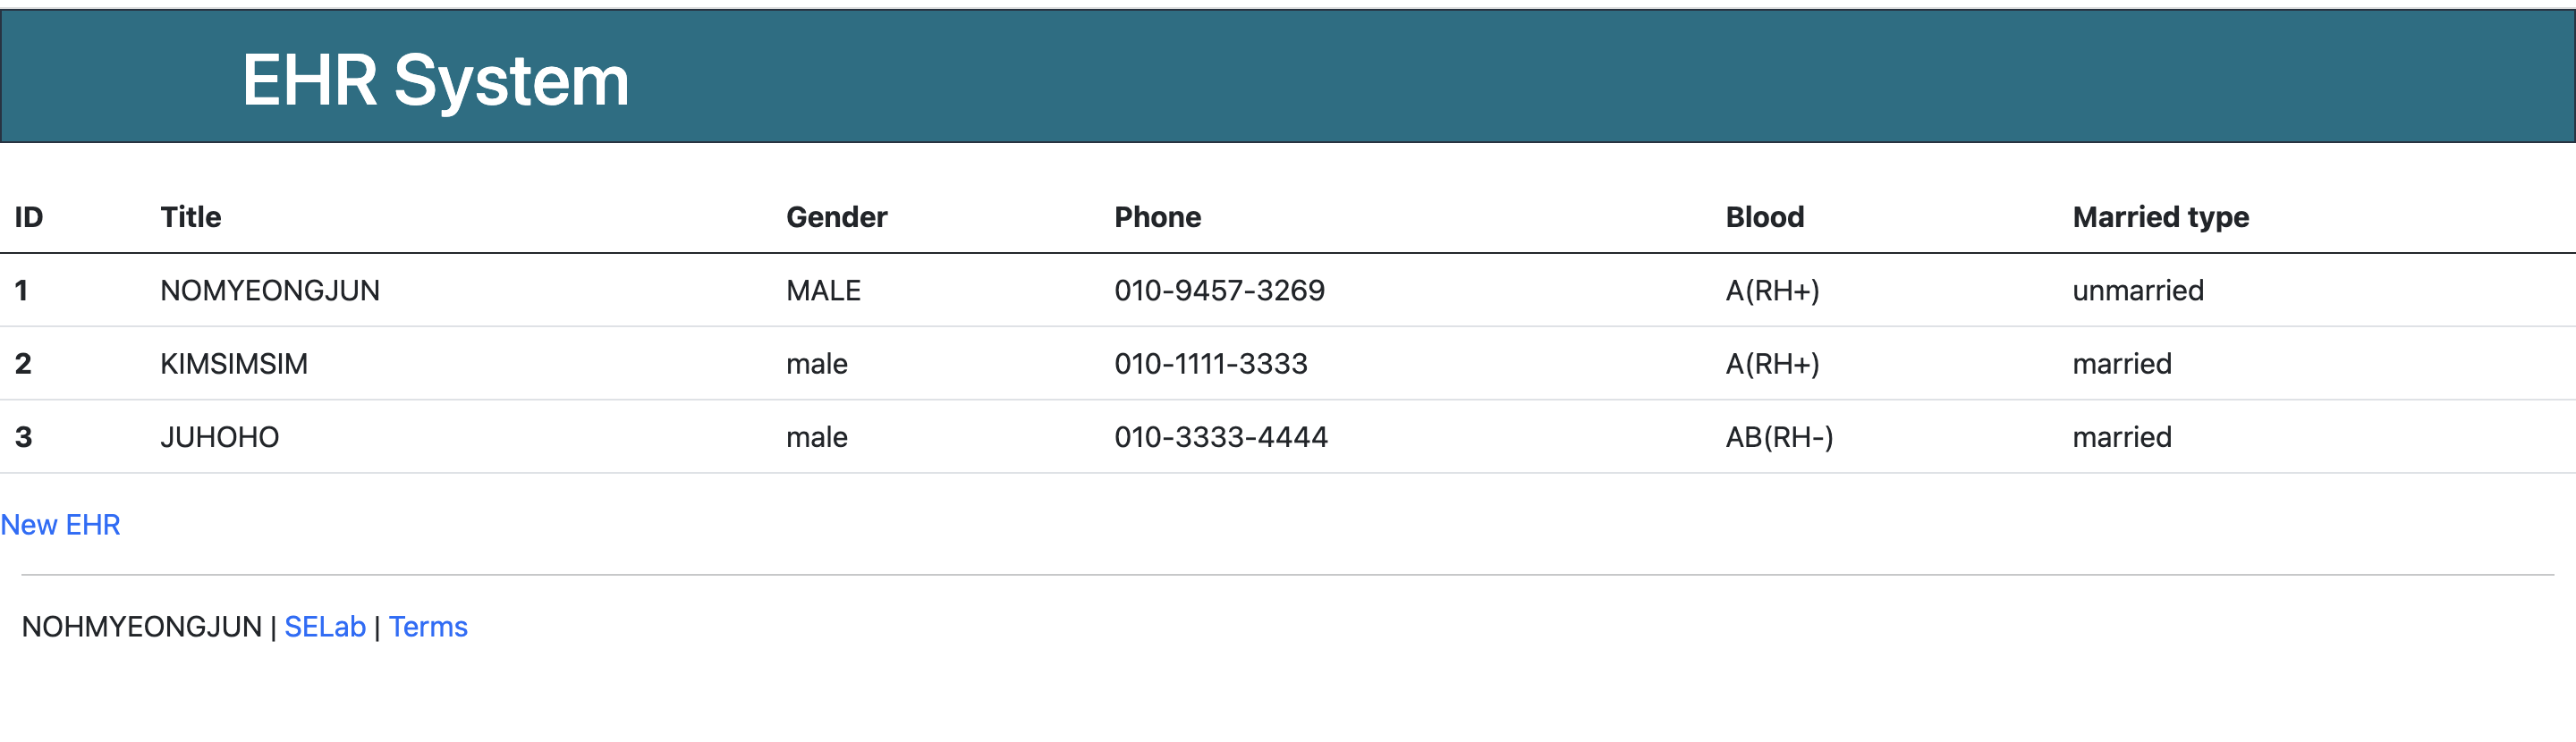 EHR System
ID Title Gender Phone Blood Married type
1 NOMYEONGJUN MALE 010-9457-3269 A(RH+) unmarried
2 KIMSIMSIM male 010-1111-3333 A(RH+) married
3 JUHOHO male 010-3333-4444 AB(RH-) married
New EHR
NOHMYEONGJUN | SELab | Terms